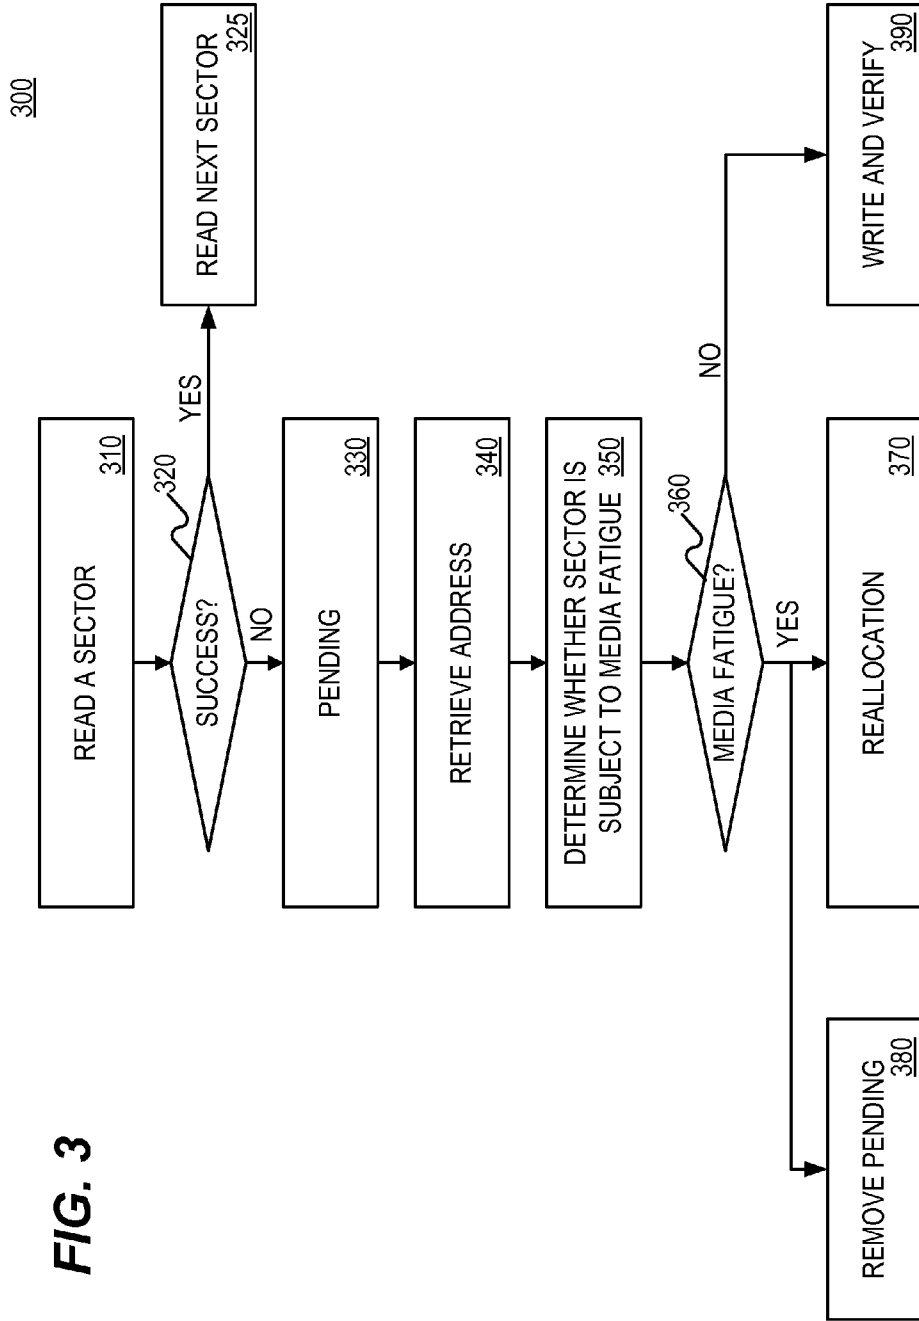 300
READ A SECTOR
310
320
SUCCESS?
YES
READ NEXT SECTOR
325
NO
PENDING
330
RETRIEVE ADDRESS
340
DETERMINE WHETHER SECTOR IS
SUBJECT TO MEDIA FATIGUE 350
360
MEDIA FATIGUE?
NO
YES
REMOVE PENDING
380
REALLOCATION
370
WRITE AND VERIFY
390
FIG. 3